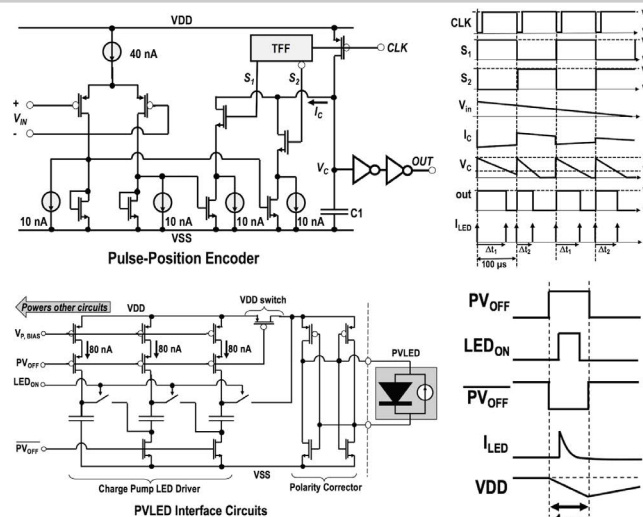 VDD
40 nA
TFF
CLK
S1
S2
+
VIN
-
IC
VC
OUT
C1
10 nA
10 nA
10 nA
10 nA
VSS
Pulse-Position Encoder
CLK
S1
S2
Vin
IC
VC
out
ILED
Δt1
Δt2
Δt1
Δt2
100 µs
Powers other circuits
VDD
VDD switch
VP, BIAS
80 nA
80 nA
80 nA
PVOFF
LEDON
PVOFF
VSS
PVLED
Charge Pump LED Driver
Polarity Corrector
PVLED Interface Circuits
PVOFF
LEDON
PVOFF
ILED
VDD